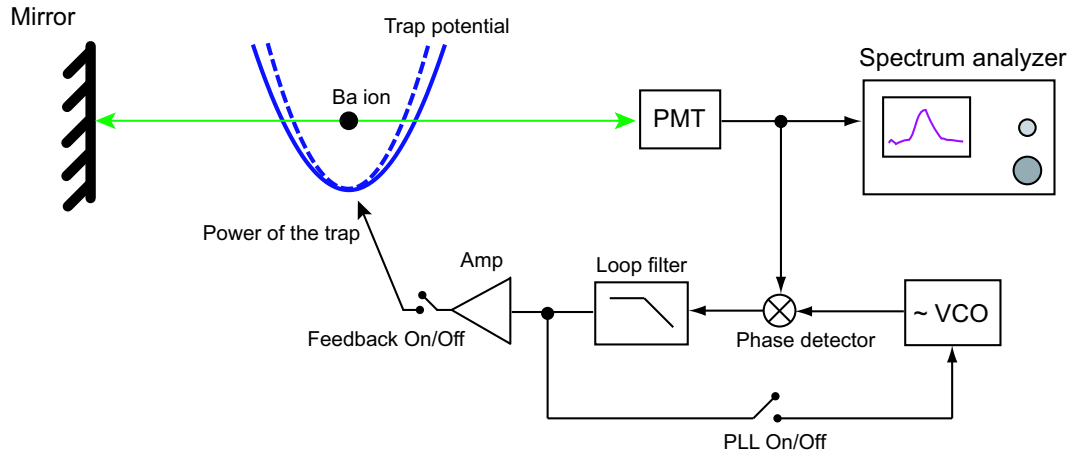 Mirror
Trap potential
Ba ion
PMT
Spectrum analyzer
Power of the trap
Amp
Loop filter
~ VCO
Feedback On/Off
Phase detector
PLL On/Off